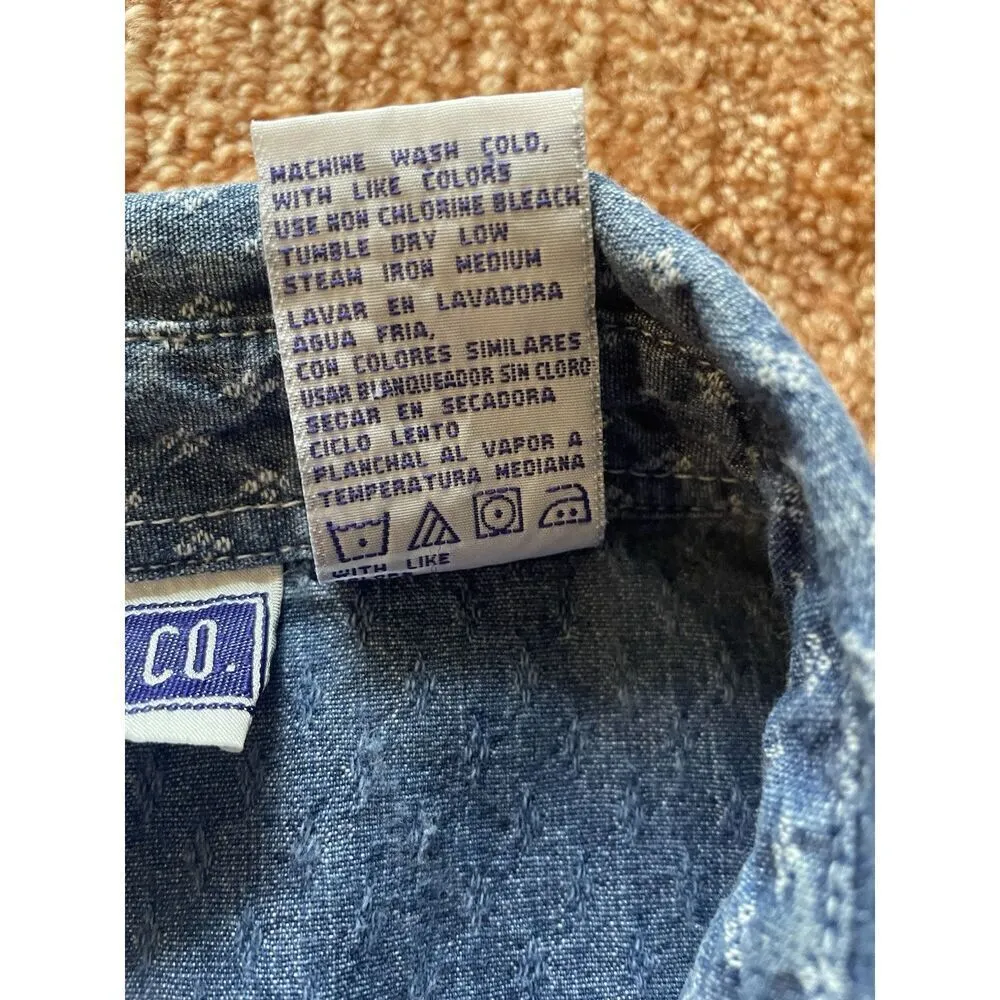 MACHINE WASH COLD,
WITH LIKE COLORS
USE NON CHLORINE BLEACH
TUMBLE DRY LOW
STEAM IRON MEDIUM
LAVAR EN LAVADORA
AGUA FRIA,
CON COLORES SIMILARES
USAR BLANQUEADOR SIN CLORO
SECAR EN SECADORA
CICLO LENTO
PLANCHAL AL VAPOR A
TEMPERATURA MEDIANA
WITH LIKE
CO.